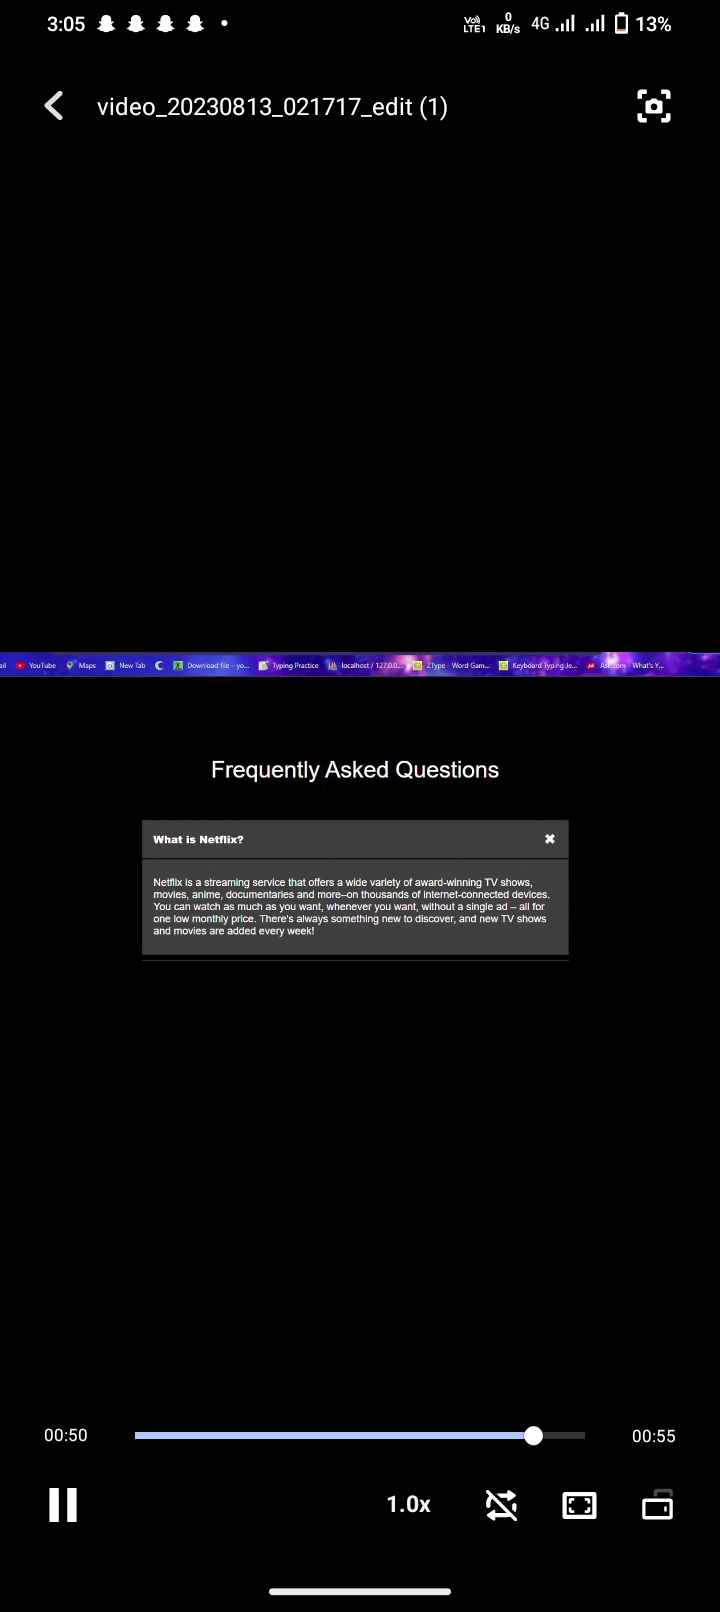 3:05 Vo) LTE1 0 KB/s 4G 13%
video_20230813_021717_edit (1)
ail YouTube Maps New Tab Download file - yo... Typing Practice localhost / 127.0.0... ZType - Word Gam... Keyboard Typing Le... Ask.com - What's Y...
Frequently Asked Questions
What is Netflix?
Netflix is a streaming service that offers a wide variety of award-winning TV shows,
movies, anime, documentaries and more–on thousands of internet-connected devices.
You can watch as much as you want, whenever you want, without a single ad – all for
one low monthly price. There's always something new to discover, and new TV shows
and movies are added every week!
00:50 00:55
1.0x